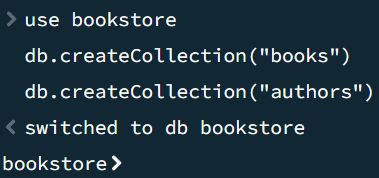 > use bookstore
db.createCollection("books")
db.createCollection("authors")
< switched to db bookstore
bookstore>